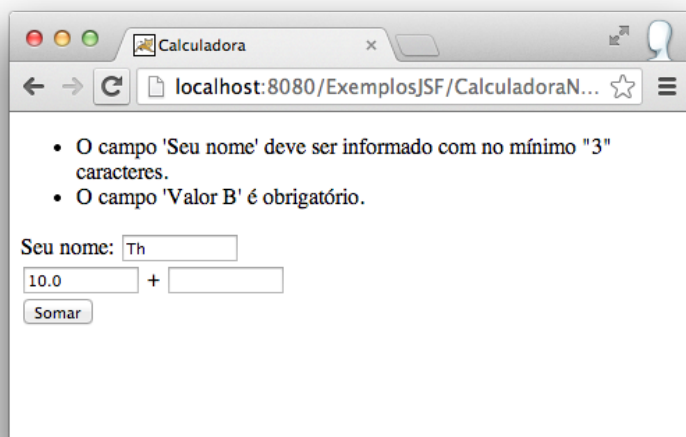 Calculadora
localhost:8080/ExemplosJSF/CalculadoraN...
• O campo 'Seu nome' deve ser informado com no mínimo "3"
caracteres.
• O campo 'Valor B' é obrigatório.
Seu nome: Th
10.0 +
Somar